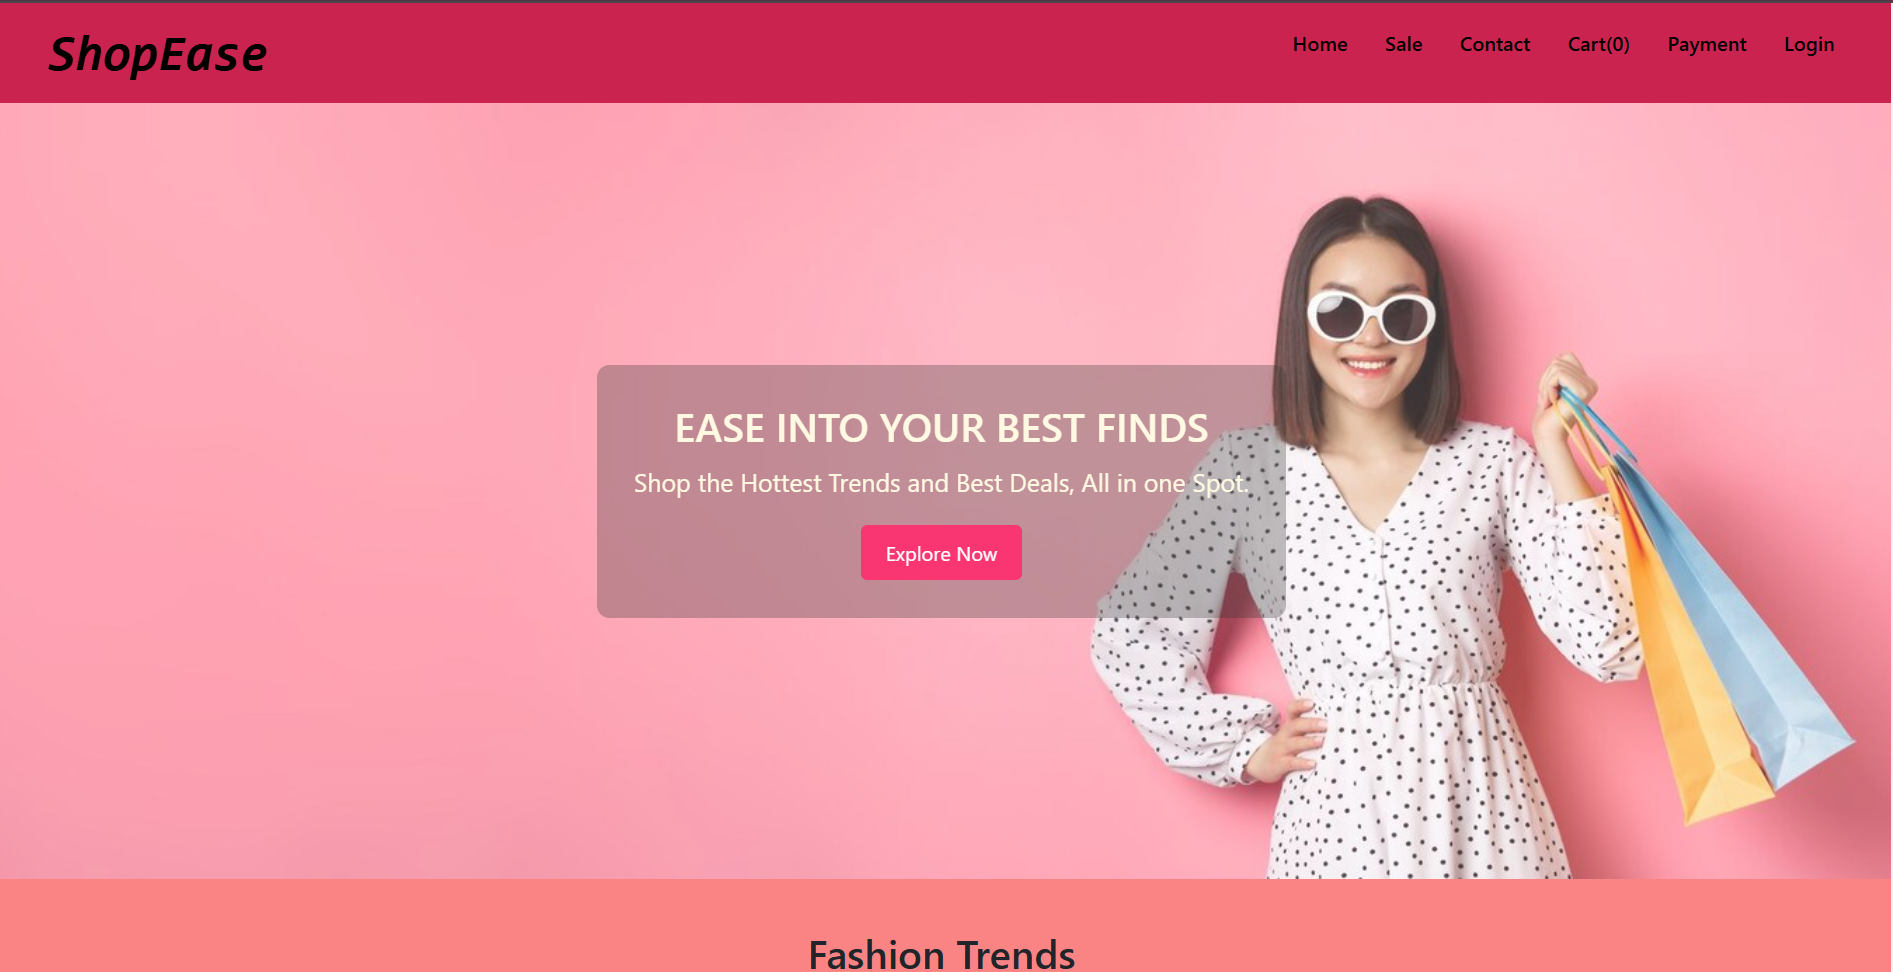 ShopEase
Home Sale Contact Cart(0) Payment Login
EASE INTO YOUR BEST FINDS
Shop the Hottest Trends and Best Deals, All in one Spot.
Explore Now
Fashion Trends